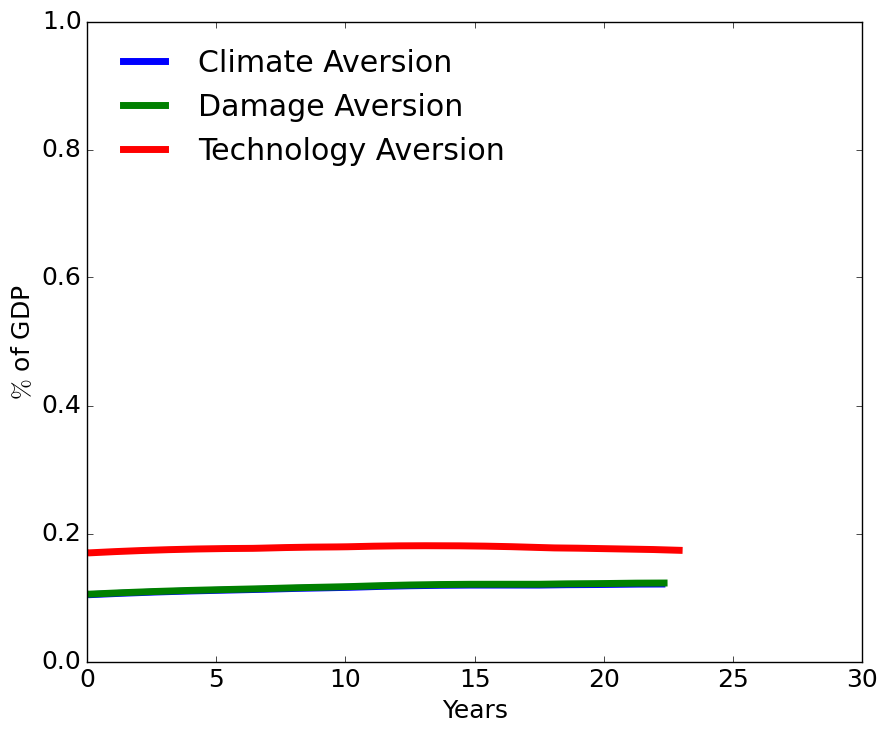 1.0
Climate Aversion
Damage Aversion
Technology Aversion
0.8
0.6
% of GDP
0.4
0.2
0.0
0 5 10 15 20 25 30
Years